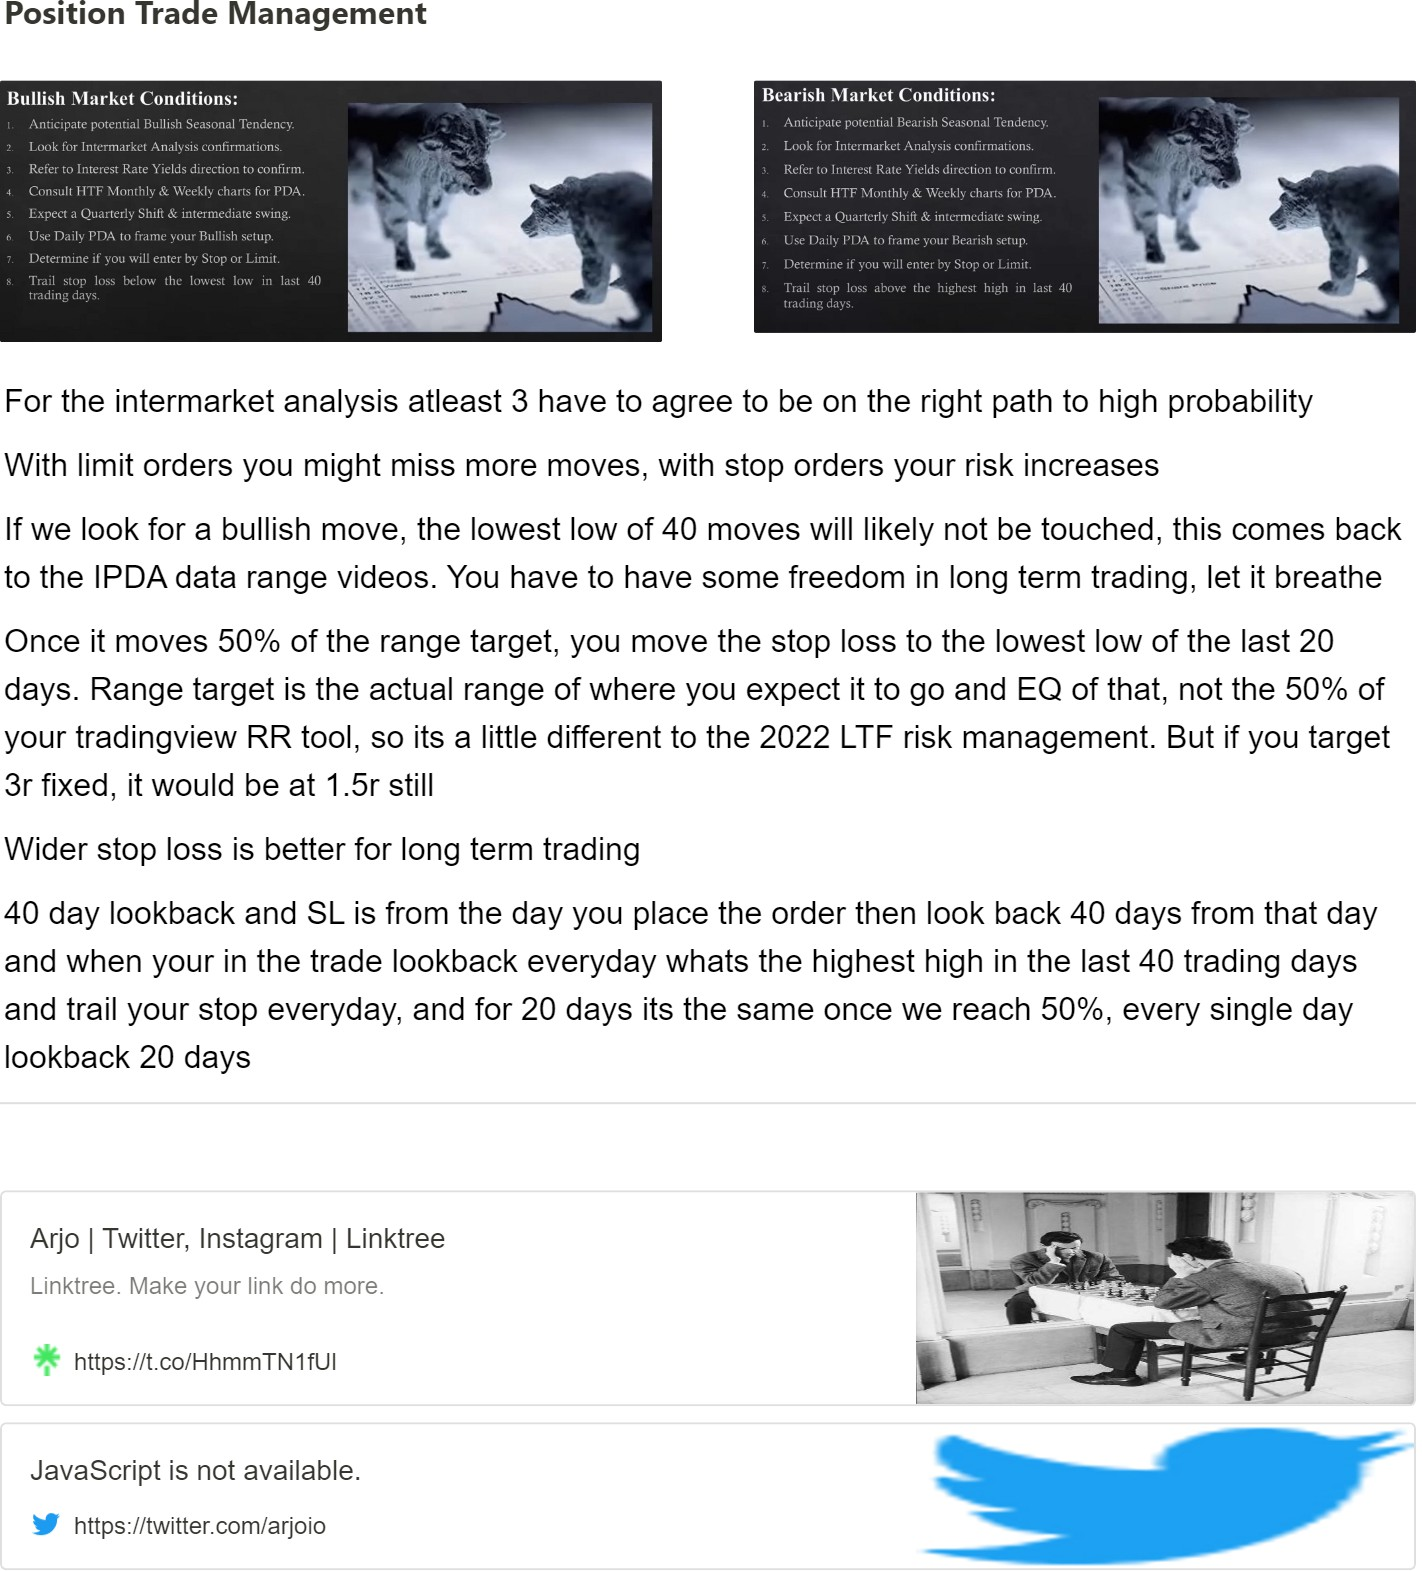 Position Trade Management
Bullish Market Conditions:
1. Anticipate potential Bullish Seasonal Tendency.
2. Look for Intermarket Analysis confirmations.
3. Refer to Interest Rate Yields direction to confirm.
4. Consult HTF Monthly & Weekly charts for PDA.
5. Expect a Quarterly Shift & intermediate swing.
6. Use Daily PDA to frame your Bullish setup.
7. Determine if you will enter by Stop or Limit.
8. Trail stop loss below the lowest low in last 40
trading days.
Share Price
Bearish Market Conditions:
1. Anticipate potential Bearish Seasonal Tendency.
2. Look for Intermarket Analysis confirmations.
3. Refer to Interest Rate Yields direction to confirm.
4. Consult HTF Monthly & Weekly charts for PDA.
5. Expect a Quarterly Shift & intermediate swing.
6. Use Daily PDA to frame your Bearish setup.
7. Determine if you will enter by Stop or Limit.
8. Trail stop loss above the highest high in last 40
trading days.
Share Price
For the intermarket analysis atleast 3 have to agree to be on the right path to high probability
With limit orders you might miss more moves, with stop orders your risk increases
If we look for a bullish move, the lowest low of 40 moves will likely not be touched, this comes back
to the IPDA data range videos. You have to have some freedom in long term trading, let it breathe
Once it moves 50% of the range target, you move the stop loss to the lowest low of the last 20
days. Range target is the actual range of where you expect it to go and EQ of that, not the 50% of
your tradingview RR tool, so its a little different to the 2022 LTF risk management. But if you target
3r fixed, it would be at 1.5r still
Wider stop loss is better for long term trading
40 day lookback and SL is from the day you place the order then look back 40 days from that day
and when your in the trade lookback everyday whats the highest high in the last 40 trading days
and trail your stop everyday, and for 20 days its the same once we reach 50%, every single day
lookback 20 days
Arjo | Twitter, Instagram | Linktree
Linktree. Make your link do more.
https://t.co/HhmmTN1fUI
JavaScript is not available.
https://twitter.com/arjoio